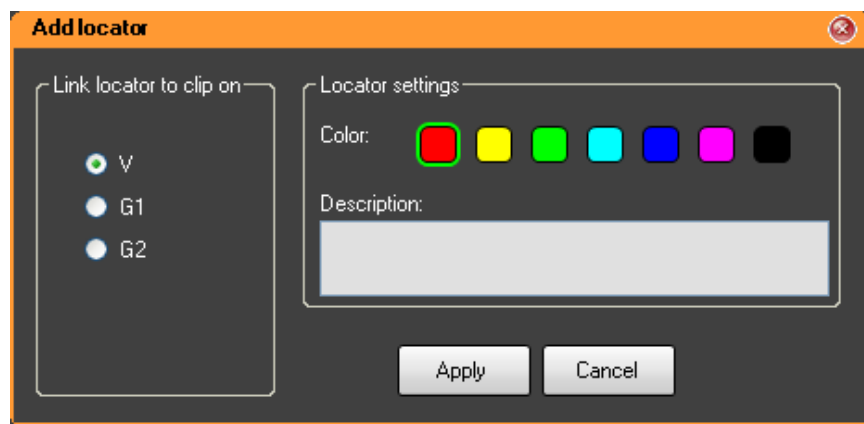 Add locator
Link locator to clip on
V
G1
G2
Locator settings
Color:
Description:
Apply
Cancel